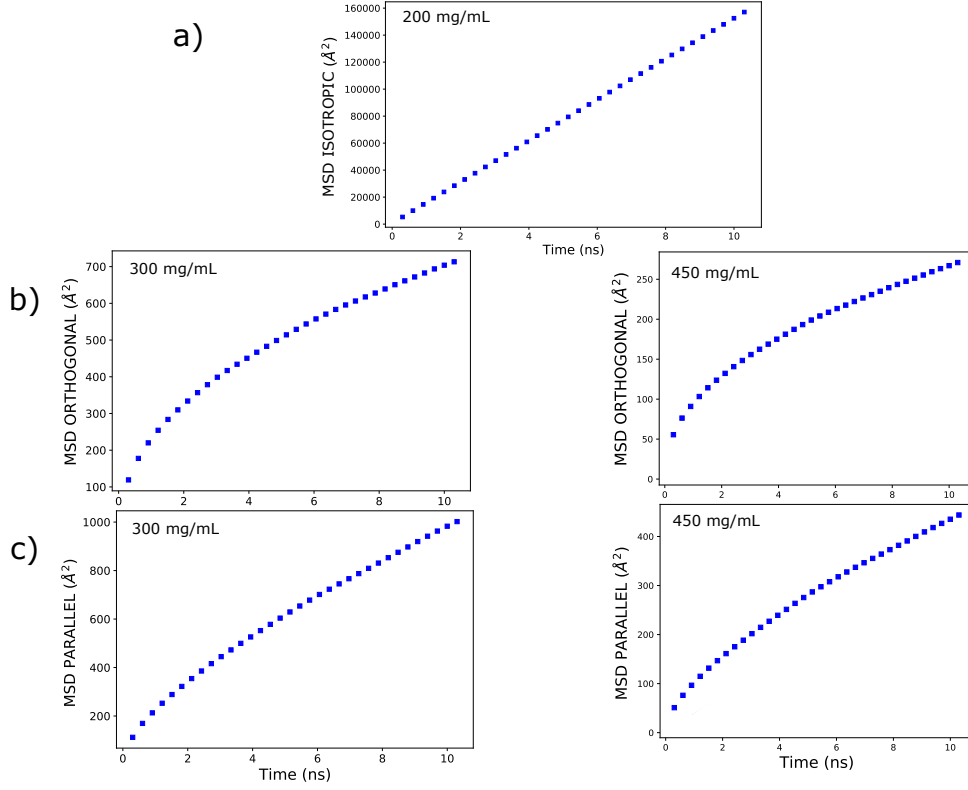 a)
200 mg/mL
MSD ISOTROPIC (Å²)
160000
140000
120000
100000
80000
60000
40000
20000
0
0 2 4 6 8 10
Time (ns)
b)
300 mg/mL
MSD ORTHOGONAL (Å²)
700
600
500
400
300
200
100
0 2 4 6 8 10
450 mg/mL
MSD ORTHOGONAL (Å²)
250
200
150
100
50
0
0 2 4 6 8 10
c)
300 mg/mL
MSD PARALLEL (Å²)
1000
800
600
400
200
0 2 4 6 8 10
Time (ns)
450 mg/mL
MSD PARALLEL (Å²)
400
300
200
100
0
0 2 4 6 8 10
Time (ns)